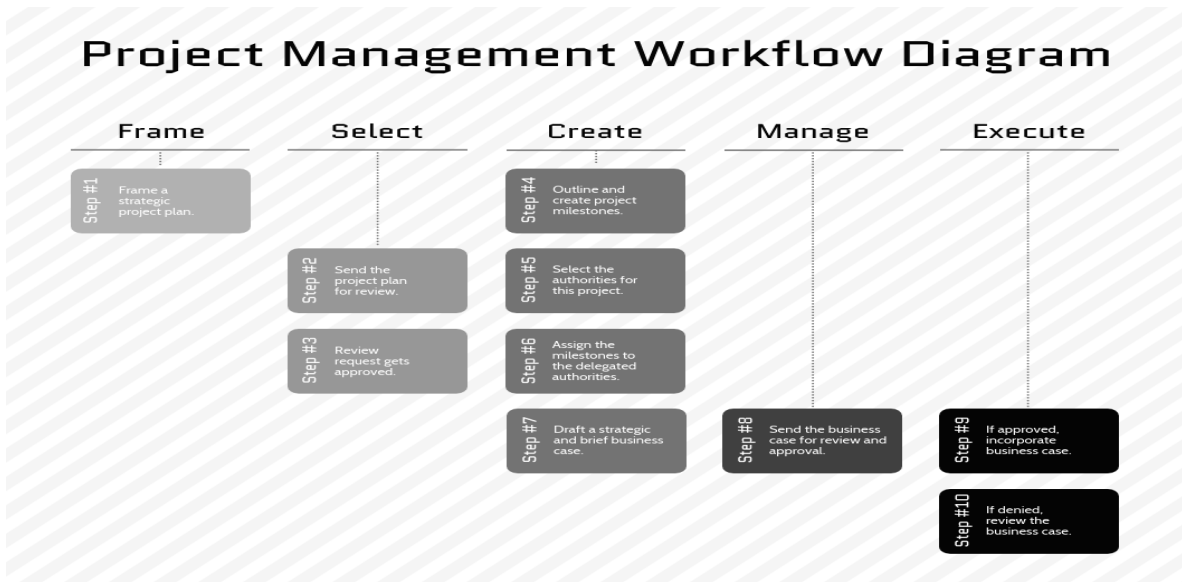 Project Management Workflow Diagram
Frame
Select
Create
Manage
Execute
Step #1
Frame a
strategic
project plan.
Step #2
Send the
project plan
for review.
Step #3
Review
request gets
approved.
Step #4
Outline and
create project
milestones.
Step #5
Select the
authorities for
this project.
Step #6
Assign the
milestones to
the delegated
authorities.
Step #7
Draft a strategic
and brief business
case.
Step #8
Send the business
case for review and
approval.
Step #9
If approved,
incorporate
business case.
Step #10
If denied,
review the
business case.